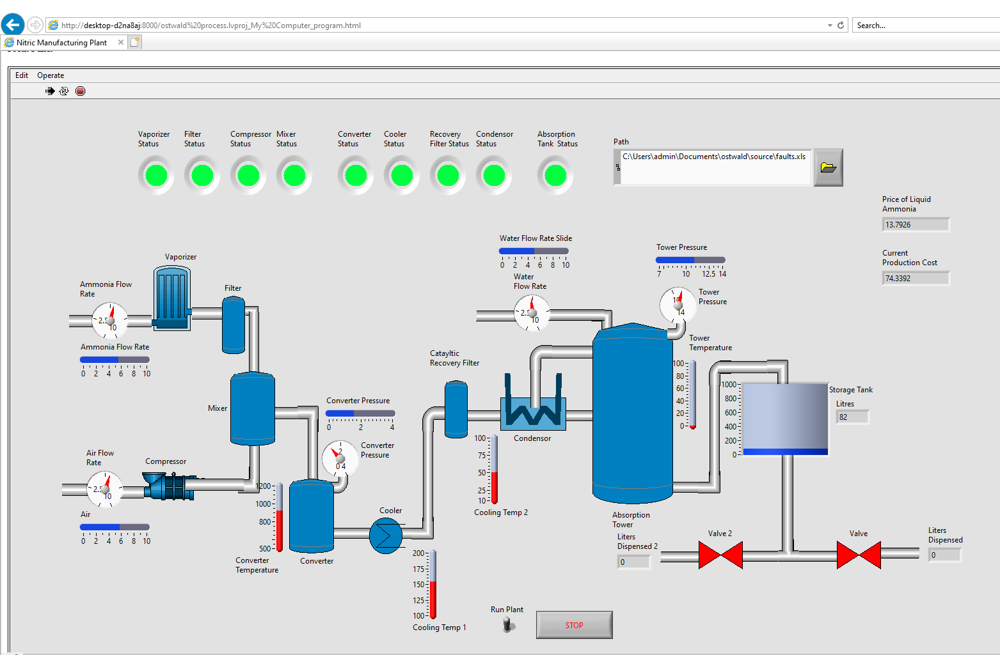 http://desktop-d2na8aj:8000/ostwald%20process.lvproj_My%20Computer_program.html
Search...
Nitric Manufacturing Plant
Edit Operate
Vaporizer Status
Filter Status
Compressor Status
Mixer Status
Converter Status
Cooler Status
Recovery Filter Status
Condensor Status
Absorption Tank Status
Path
C:\Users\admin\Documents\ostwald\source\faults.xls
Price of Liquid Ammonia
13.7926
Current Production Cost
74.3392
Water Flow Rate Slide
0 2 4 6 8 10
Water Flow Rate
2.5 10
Tower Pressure
7 10 12.5 14
Tower Pressure
10 14
Vaporizer
Ammonia Flow Rate
2.5 10
Filter
Ammonia Flow Rate
0 2 4 6 8 10
Tower Temperature
100
80
60
40
20
0
Catayltic Recovery Filter
Mixer
Converter Pressure
0 2 4
Converter Pressure
2
0 4
Condensor
100
75
50
25
10
Cooling Temp 2
1000
800
600
400
200
0
Storage Tank
Litres
82
Air Flow Rate
2.5 10
Compressor
Air
0 2 4 6 8 10
1200
1000
800
500
Converter Temperature
Converter
Cooler
200
175
150
125
100
Cooling Temp 1
Absorption Tower
Liters Dispensed 2
0
Valve 2
Valve
Liters Dispensed
0
Run Plant
STOP